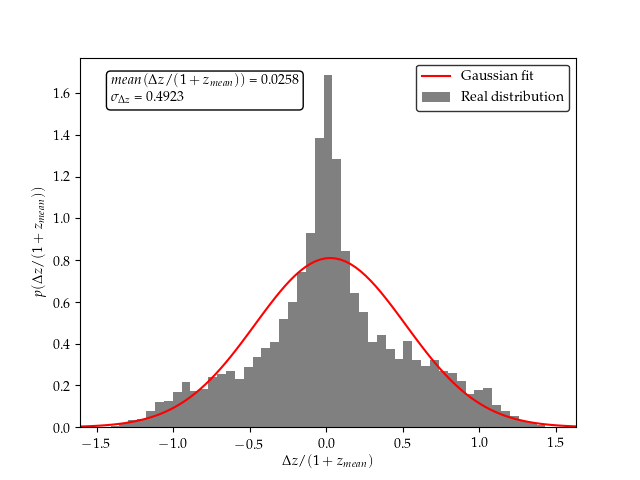 mean(Δz/(1 + z_mean)) = 0.0258
σ_Δz = 0.4923
Gaussian fit
Real distribution
p(Δz/(1 + z_mean))
1.6
1.4
1.2
1.0
0.8
0.6
0.4
0.2
0.0
−1.5 −1.0 −0.5 0.0 0.5 1.0 1.5
Δz/(1 + z_mean)